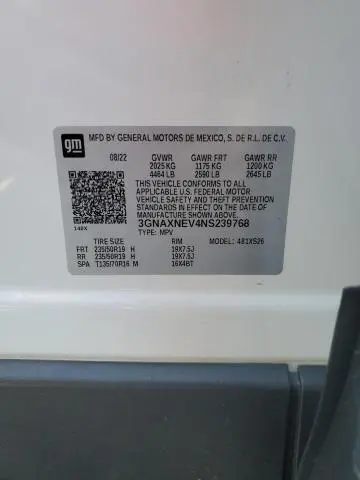 gm
MFD BY GENERAL MOTORS DE MEXICO, S. DE R.L. DE C.V.
08/22 GVWR GAWR FRT GAWR RR
2025 KG 1175 KG 1200 KG
4464 LB 2590 LB 2645 LB
THIS VEHICLE CONFORMS TO ALL
APPLICABLE U.S. FEDERAL MOTOR
VEHICLE SAFETY AND THEFT PREVENTION
STANDARDS IN EFFECT ON THE DATE OF
MANUFACTURE SHOWN ABOVE.
148X 3GNAXNEV4NS239768
TYPE: MPV
TIRE SIZE RIM MODEL: 481XS26
FRT 235/50R19 H 19X7.5J
RR 235/50R19 H 19X7.5J
SPA T135/70R16 M 16X4BT